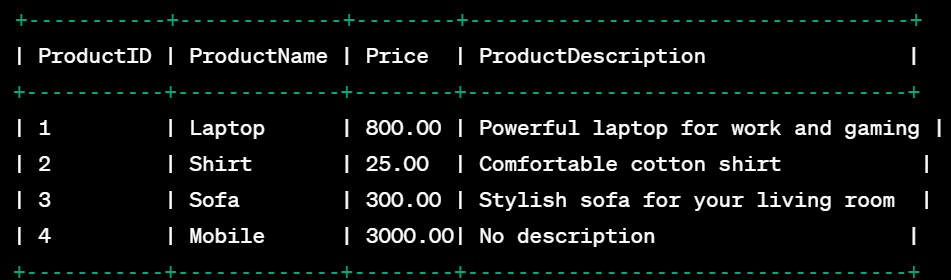 +-----------+-------------+--------+-----------------------------------+
| ProductID | ProductName | Price  | ProductDescription                |
+-----------+-------------+--------+-----------------------------------+
| 1         | Laptop      | 800.00 | Powerful laptop for work and gaming |
| 2         | Shirt       | 25.00  | Comfortable cotton shirt           |
| 3         | Sofa        | 300.00 | Stylish sofa for your living room  |
| 4         | Mobile      | 3000.00| No description                    |
+-----------+-------------+--------+-----------------------------------+